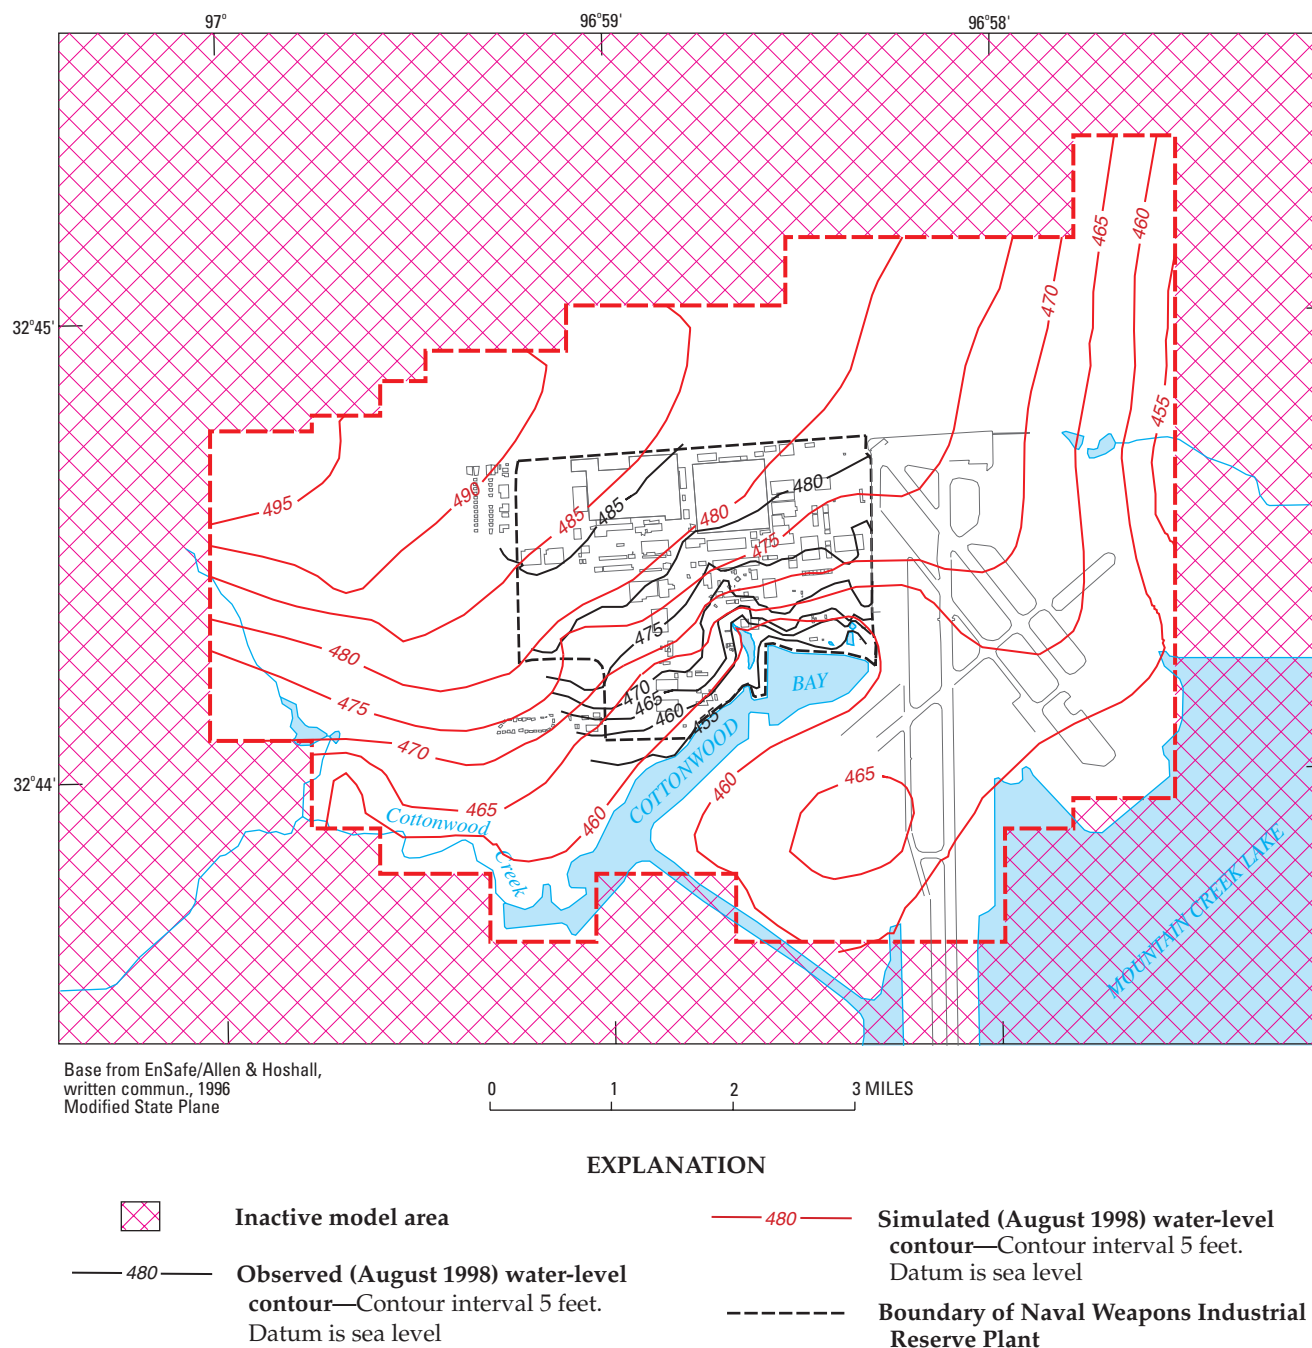 97°
96°59'
96°58'
32°45'
32°44'
465
460
470
455
495
490
485
485
480
480
475
475
480
475
470
470
465
460
455
465
460
460
465
BAY
COTTONWOOD
Cottonwood
Creek
MOUNTAIN CREEK LAKE
Base from EnSafe/Allen & Hoshall,
written commun., 1996
Modified State Plane
0 1 2 3 MILES
EXPLANATION
Inactive model area
480
Observed (August 1998) water-level
contour—Contour interval 5 feet.
Datum is sea level
480
Simulated (August 1998) water-level
contour—Contour interval 5 feet.
Datum is sea level
Boundary of Naval Weapons Industrial
Reserve Plant